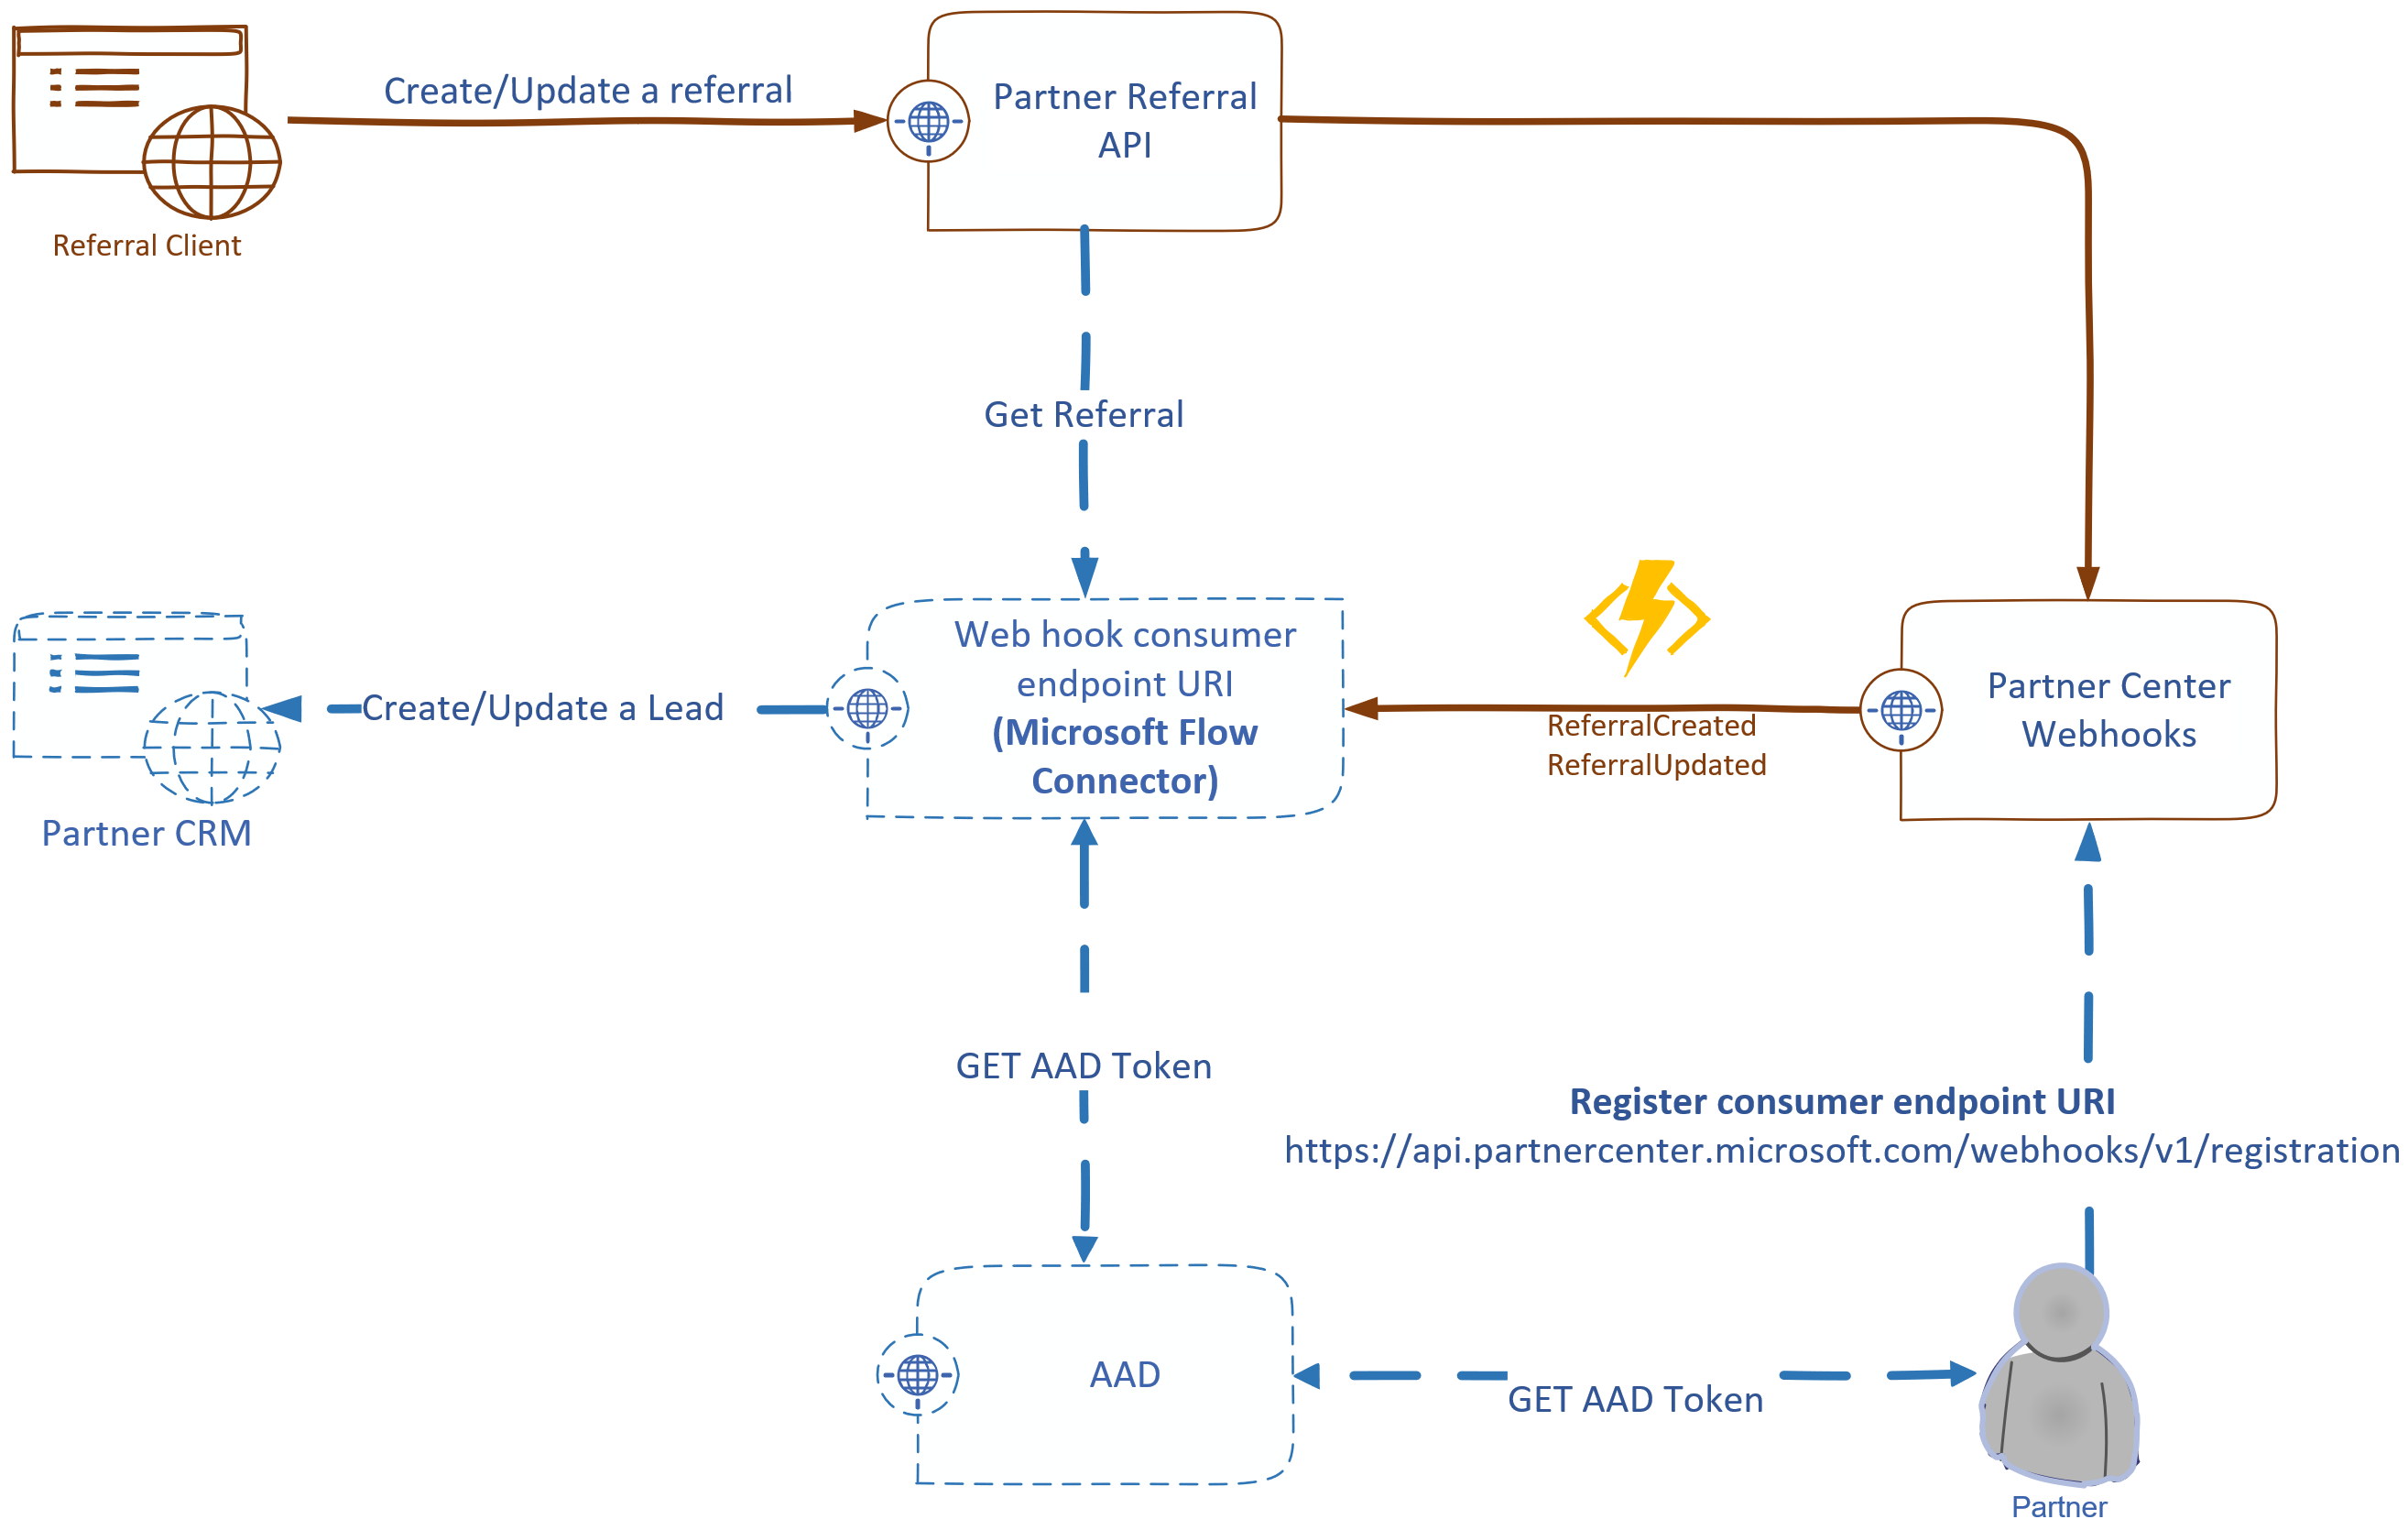 Create/Update a referral
Partner Referral
API
Referral Client
Get Referral
Web hook consumer
endpoint URI
(Microsoft Flow
Connector)
Create/Update a Lead
Partner CRM
ReferralCreated
ReferralUpdated
Partner Center
Webhooks
GET AAD Token
Register consumer endpoint URI
https://api.partnercenter.microsoft.com/webhooks/v1/registration
AAD
GET AAD Token
Partner